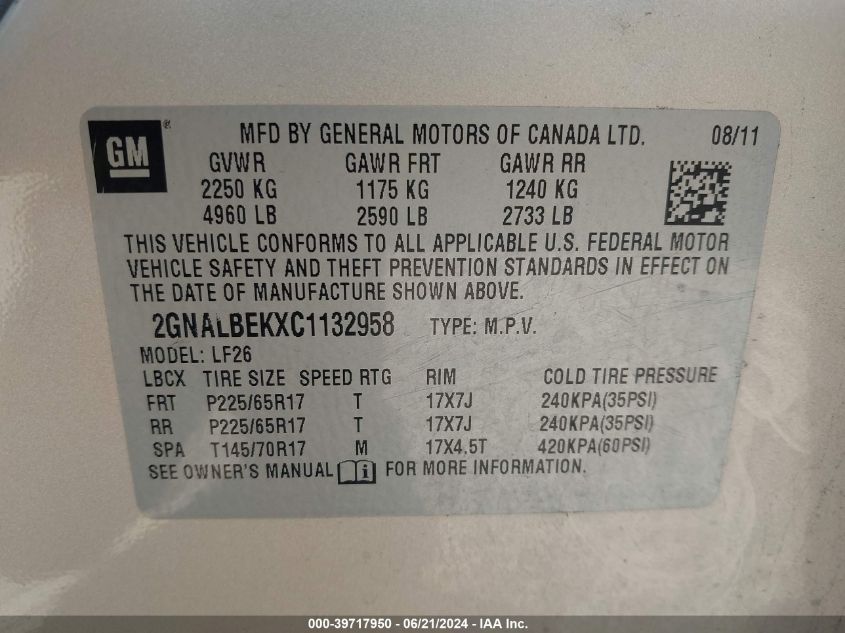 GM ® MFD BY GENERAL MOTORS OF CANADA LTD. 08/11
GVWR GAWR FRT GAWR RR
2250 KG 1175 KG 1240 KG
4960 LB 2590 LB 2733 LB
THIS VEHICLE CONFORMS TO ALL APPLICABLE U.S. FEDERAL MOTOR
VEHICLE SAFETY AND THEFT PREVENTION STANDARDS IN EFFECT ON
THE DATE OF MANUFACTURE SHOWN ABOVE.
2GNALBEKXC1132958 TYPE: M.P.V.
MODEL: LF26
LBCX TIRE SIZE SPEED RTG RIM COLD TIRE PRESSURE
FRT P225/65R17 T 17X7J 240KPA(35PSI)
RR P225/65R17 T 17X7J 240KPA(35PSI)
SPA T145/70R17 M 17X4.5T 420KPA(60PSI)
SEE OWNER'S MANUAL i FOR MORE INFORMATION.
000-39717950 - 06/21/2024 - IAA Inc.